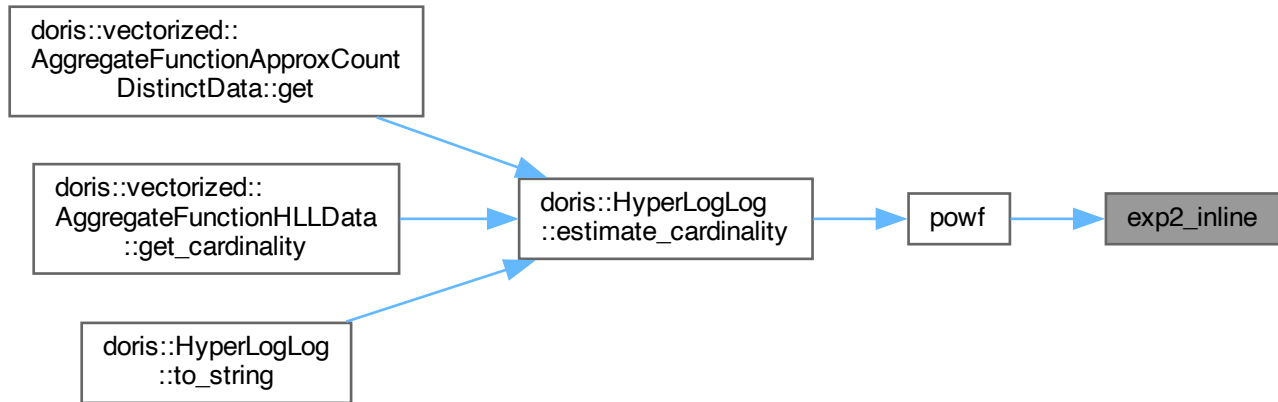 doris::vectorized::
AggregateFunctionApproxCount
DistinctData::get
doris::vectorized::
AggregateFunctionHLLData
::get_cardinality
doris::HyperLogLog
::to_string
doris::HyperLogLog
::estimate_cardinality
powf
exp2_inline